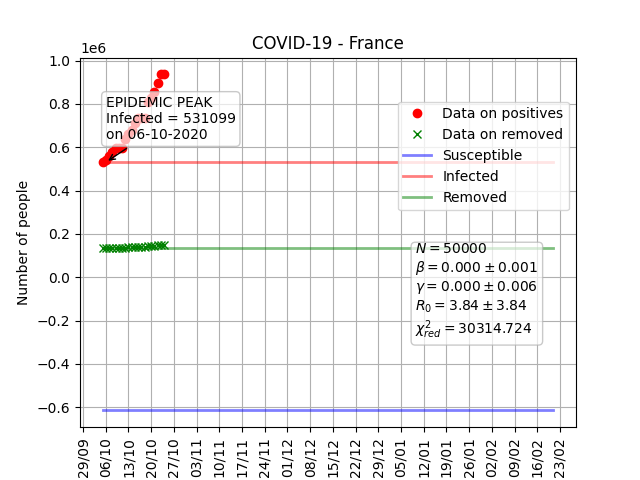 COVID-19 - France
1e6
1.0
0.8
0.6
0.4
0.2
0.0
−0.2
−0.4
−0.6
Number of people
EPIDEMIC PEAK
Infected = 531099
on 06-10-2020
Data on positives
Data on removed
Susceptible
Infected
Removed
N = 50000
β = 0.000 ± 0.001
γ = 0.000 ± 0.006
R₀ = 3.84 ± 3.84
χ²red = 30314.724
29/09
06/10
13/10
20/10
27/10
03/11
10/11
17/11
24/11
01/12
08/12
15/12
22/12
29/12
05/01
12/01
19/01
26/01
02/02
09/02
16/02
23/02